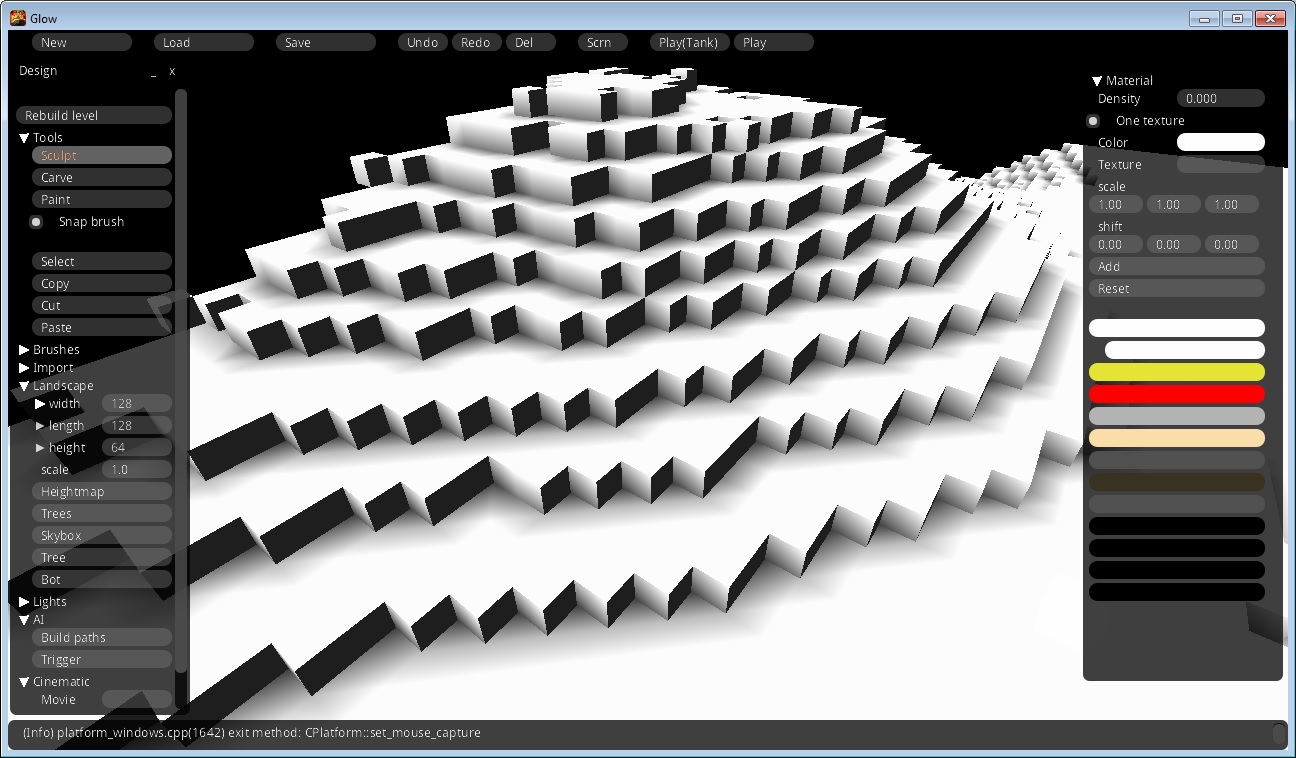 Glow
New Load Save Undo Redo Del Scrn Play(Tank) Play
Design _ x
Rebuild level
Tools
Sculpt
Carve
Paint
Snap brush
Select
Copy
Cut
Paste
Brushes
Import
Landscape
width 128
length 128
height 64
scale 1.0
Heightmap
Trees
Skybox
Tree
Bot
Lights
AI
Build paths
Trigger
Cinematic
Movie
Material
Density 0.000
One texture
Color
Texture
scale
1.00 1.00 1.00
shift
0.00 0.00 0.00
Add
Reset
(Info) platform_windows.cpp(1642) exit method: CPlatform::set_mouse_capture